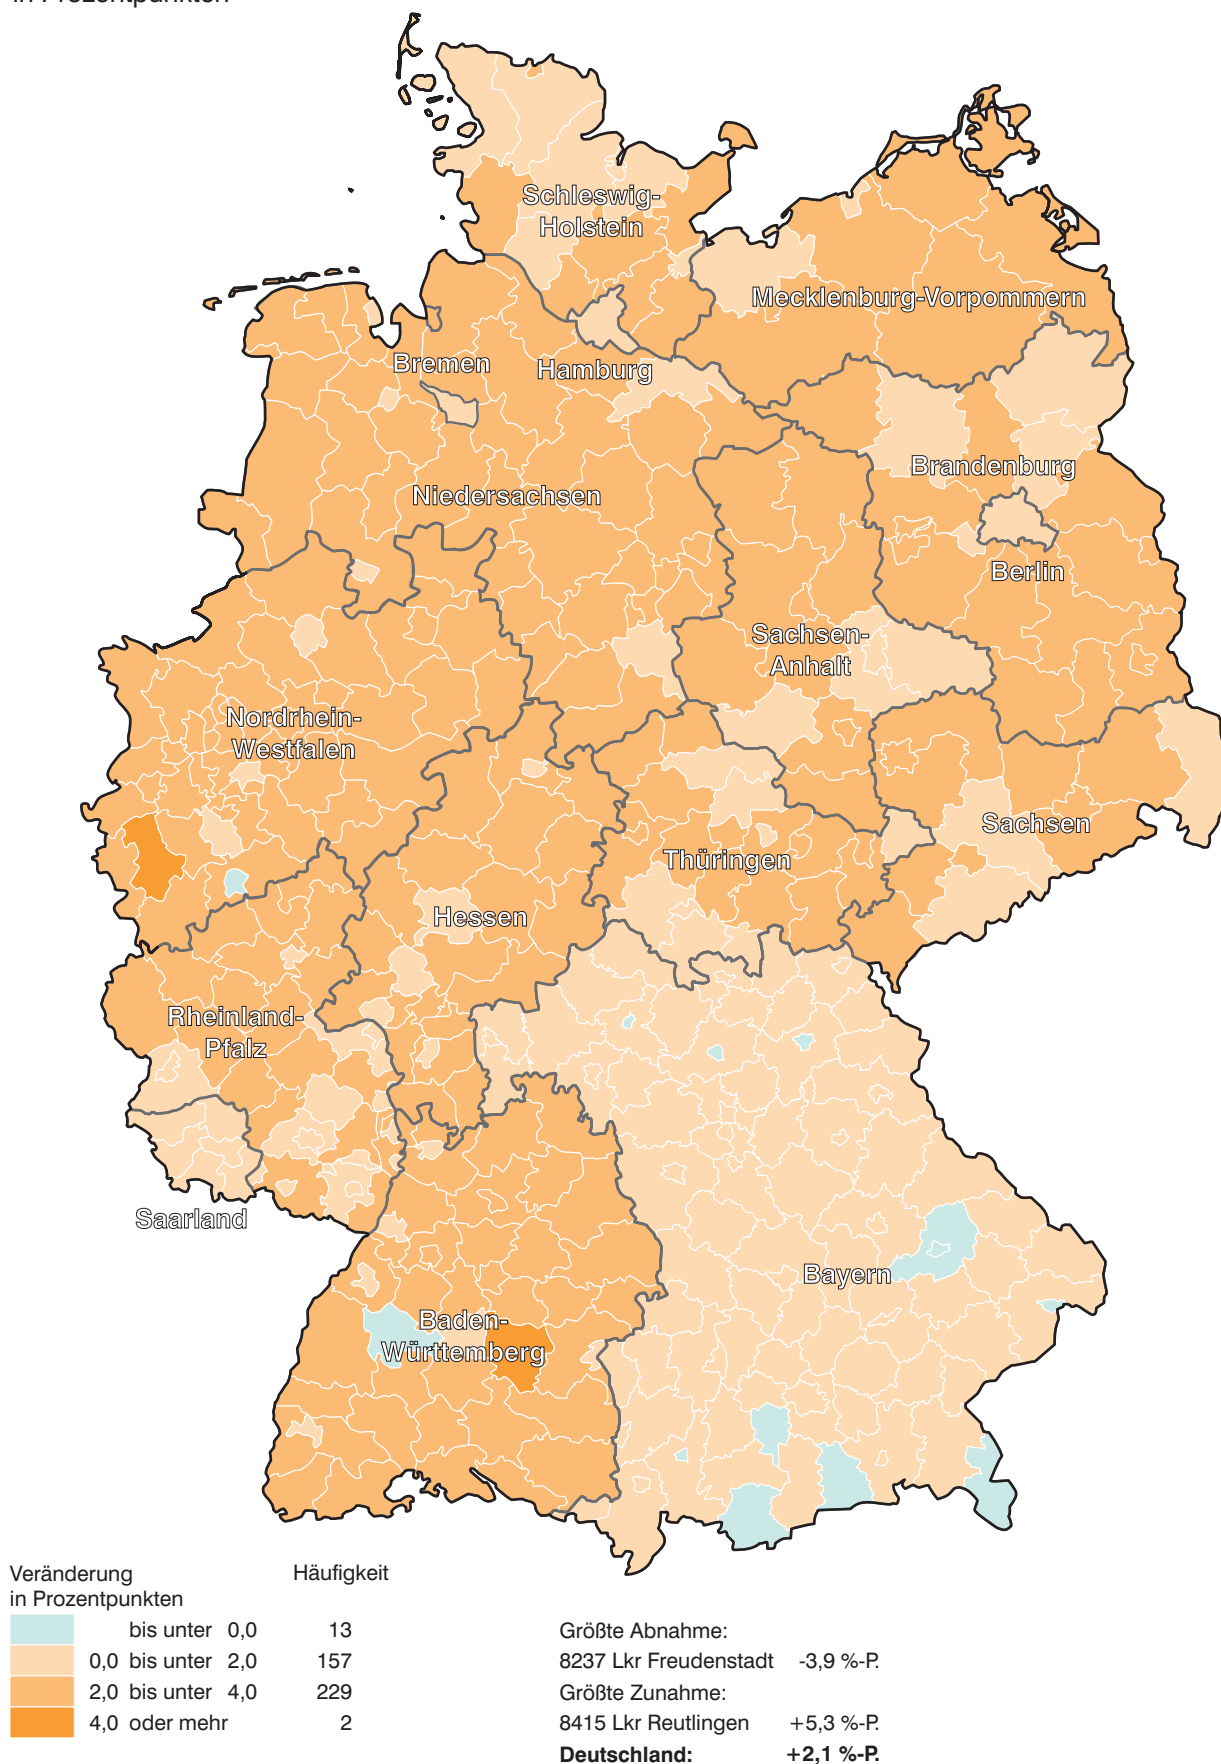 in Prozentpunkten
Schleswig-
Holstein
Mecklenburg-Vorpommern
Bremen
Hamburg
Brandenburg
Niedersachsen
Berlin
Sachsen-
Anhalt
Nordrhein-
Westfalen
Sachsen
Thüringen
Hessen
Rheinland-
Pfalz
Saarland
Bayern
Baden-
Württemberg
Veränderung
in Prozentpunkten
Häufigkeit
bis unter 0,0 13
0,0 bis unter 2,0 157
2,0 bis unter 4,0 229
4,0 oder mehr 2
Größte Abnahme:
8237 Lkr Freudenstadt -3,9 %-P.
Größte Zunahme:
8415 Lkr Reutlingen +5,3 %-P.
Deutschland: +2,1 %-P.